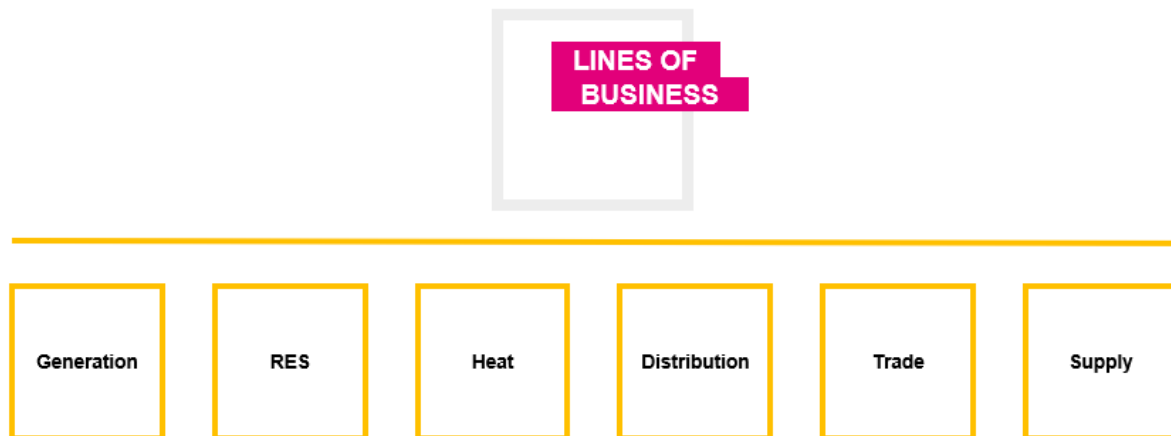 LINES OF
BUSINESS
Generation
RES
Heat
Distribution
Trade
Supply